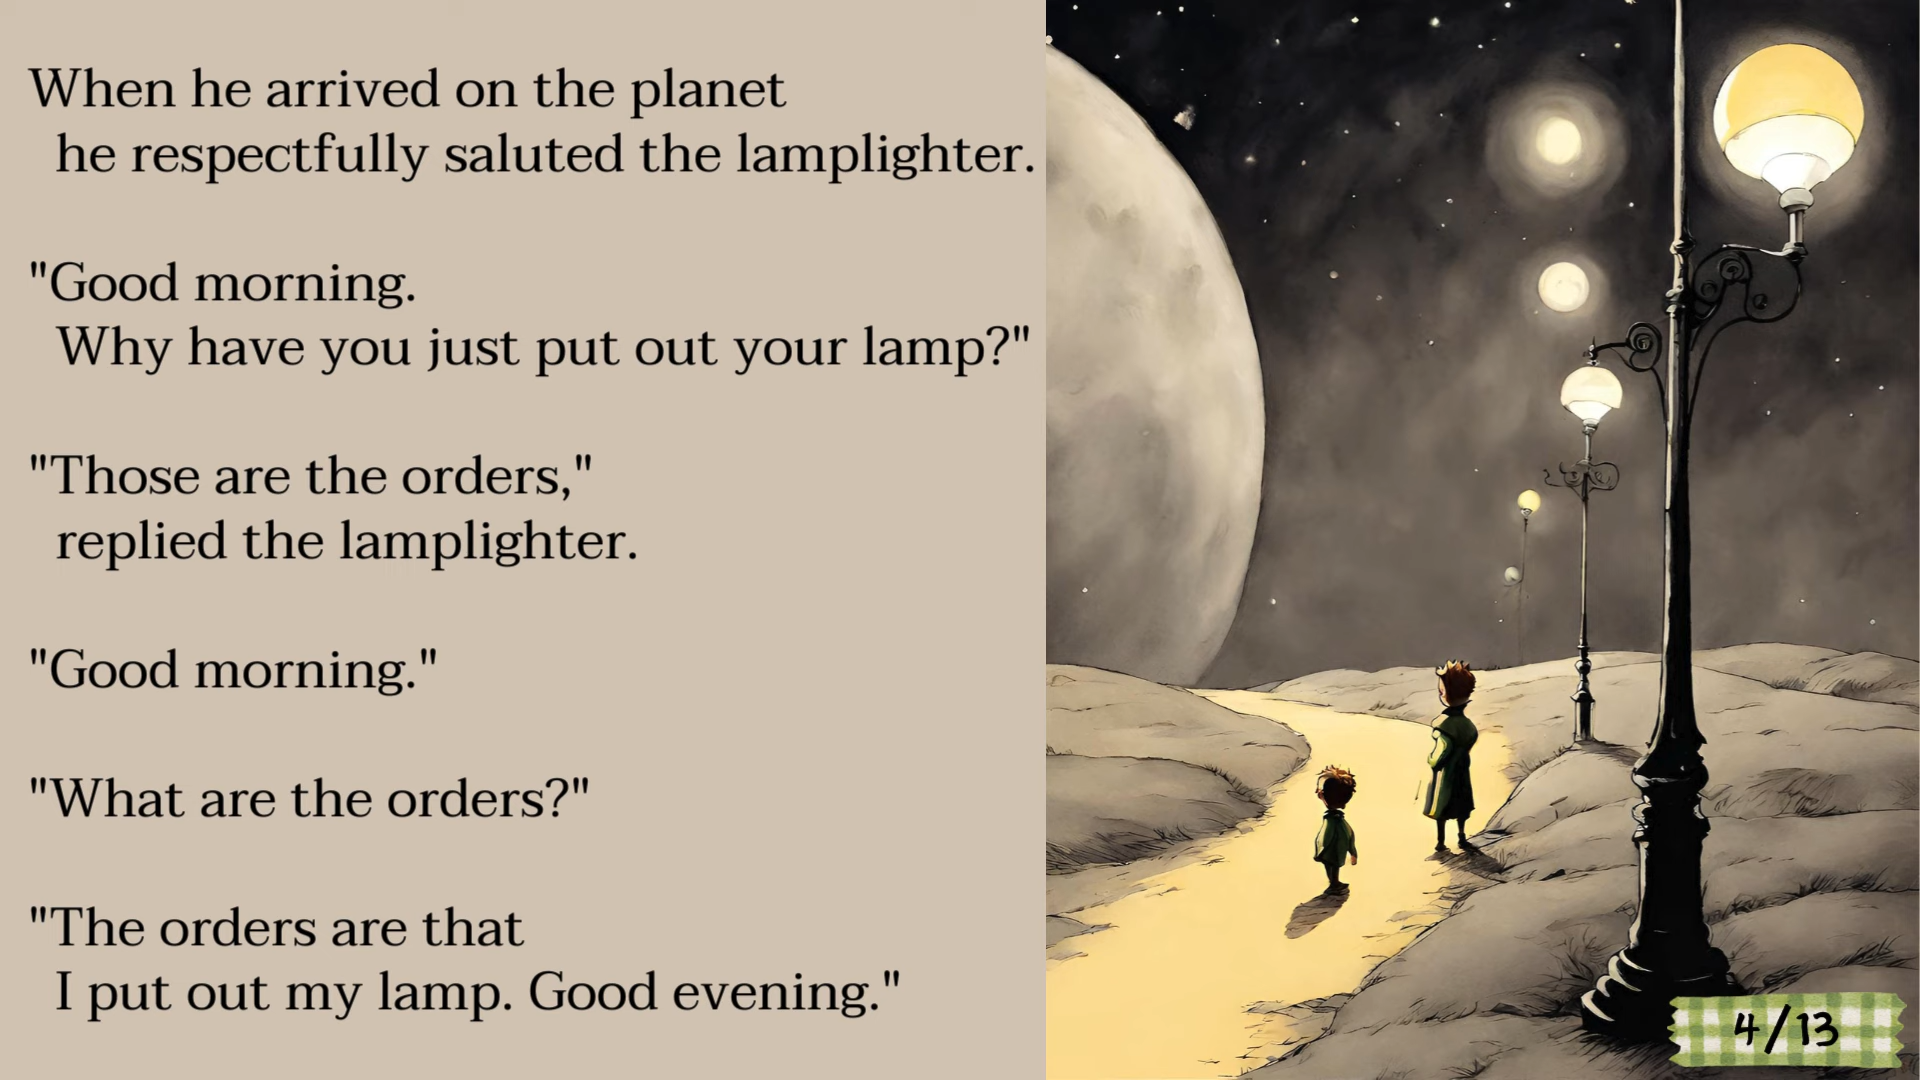 When he arrived on the planet
he respectfully saluted the lamplighter.
"Good morning.
Why have you just put out your lamp?"
"Those are the orders,"
replied the lamplighter.
"Good morning."
"What are the orders?"
"The orders are that
I put out my lamp. Good evening."
4/13